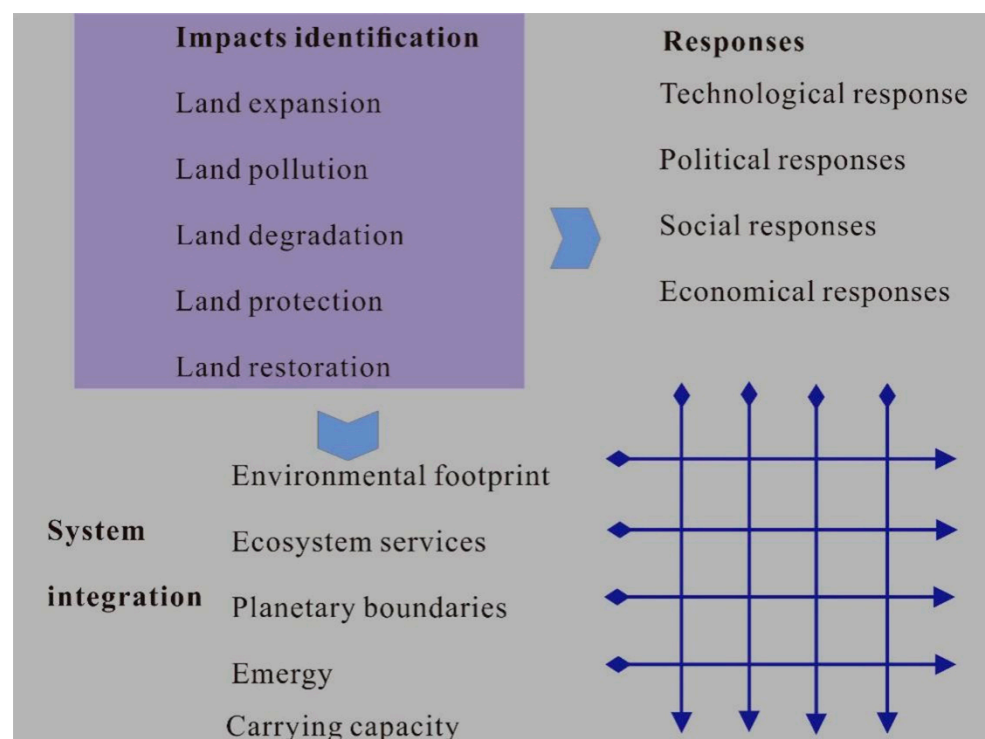 Impacts identification
Land expansion
Land pollution
Land degradation
Land protection
Land restoration
Responses
Technological response
Political responses
Social responses
Economical responses
System
integration
Environmental footprint
Ecosystem services
Planetary boundaries
Emergy
Carrying capacity